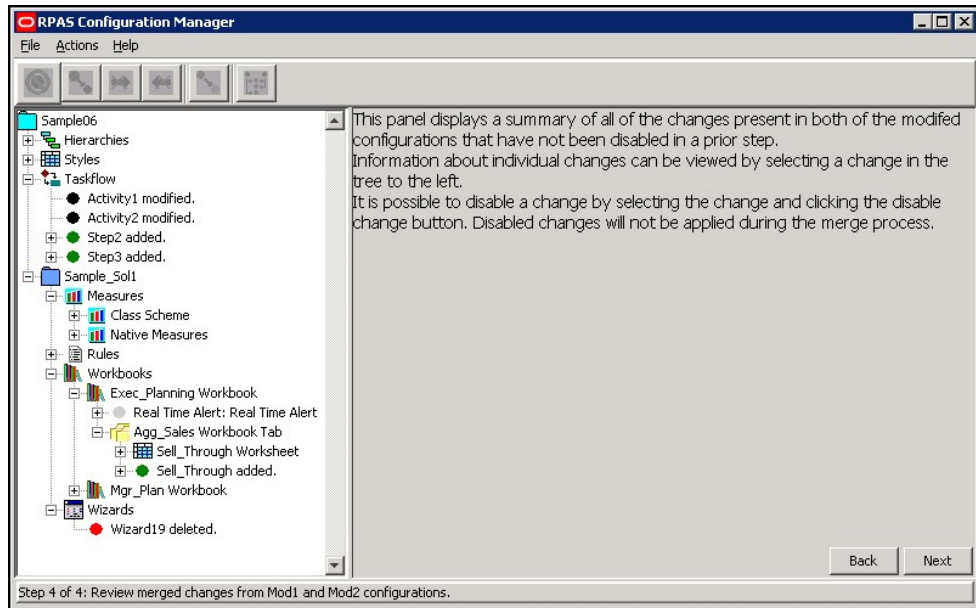 RPAS Configuration Manager
File Actions Help
Sample06
Hierarchies
Styles
Taskflow
Activity1 modified.
Activity2 modified.
Step2 added.
Step3 added.
Sample_Sol1
Measures
Class Scheme
Native Measures
Rules
Workbooks
Exec_Planning Workbook
Real Time Alert: Real Time Alert
Agg_Sales Workbook Tab
Sell_Through Worksheet
Sell_Through added.
Mgr_Plan Workbook
Wizards
Wizard19 deleted.
This panel displays a summary of all of the changes present in both of the modifed
configurations that have not been disabled in a prior step.
Information about individual changes can be viewed by selecting a change in the
tree to the left.
It is possible to disable a change by selecting the change and clicking the disable
change button. Disabled changes will not be applied during the merge process.
Back Next
Step 4 of 4: Review merged changes from Mod1 and Mod2 configurations.